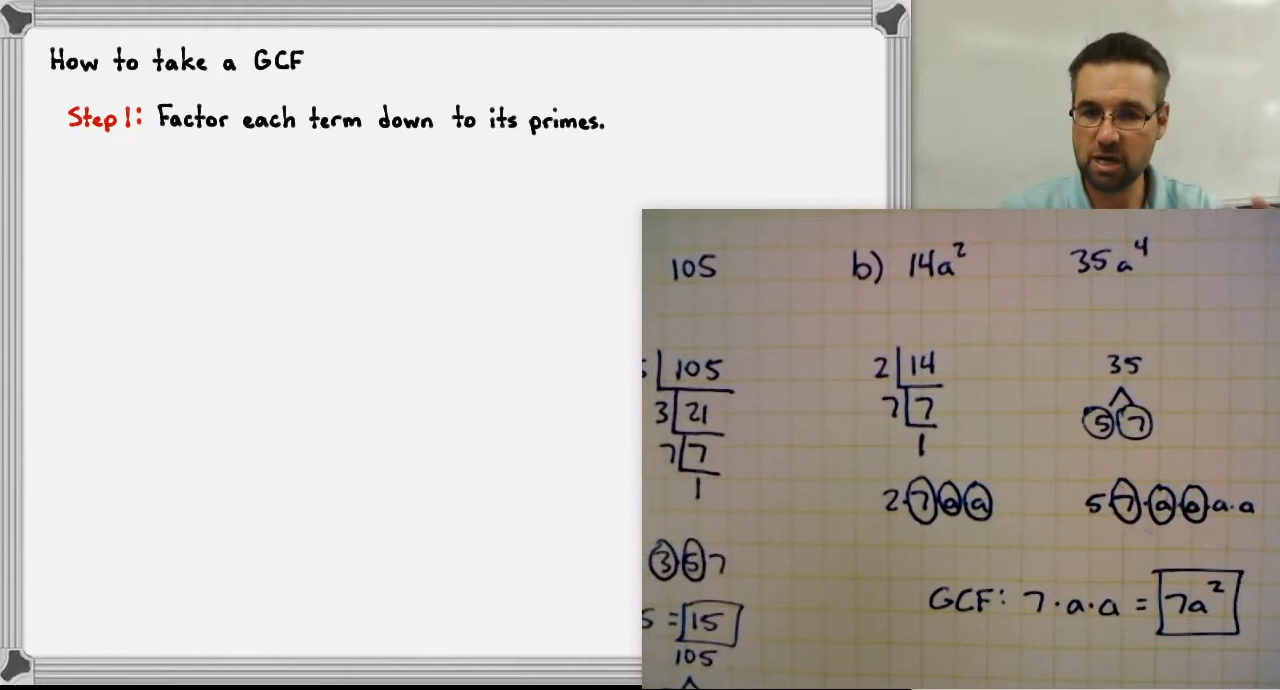 How to take a GCF
Step 1: Factor each term down to its primes.
105
b) 14a² 35a⁴
5 105
3 21
7 7
1
2 14
7 7
1
35
5 7
2·7·a·a
5·7·a·a·a·a
3·5·7
5 = 15
GCF: 7·a·a = 7a²
105